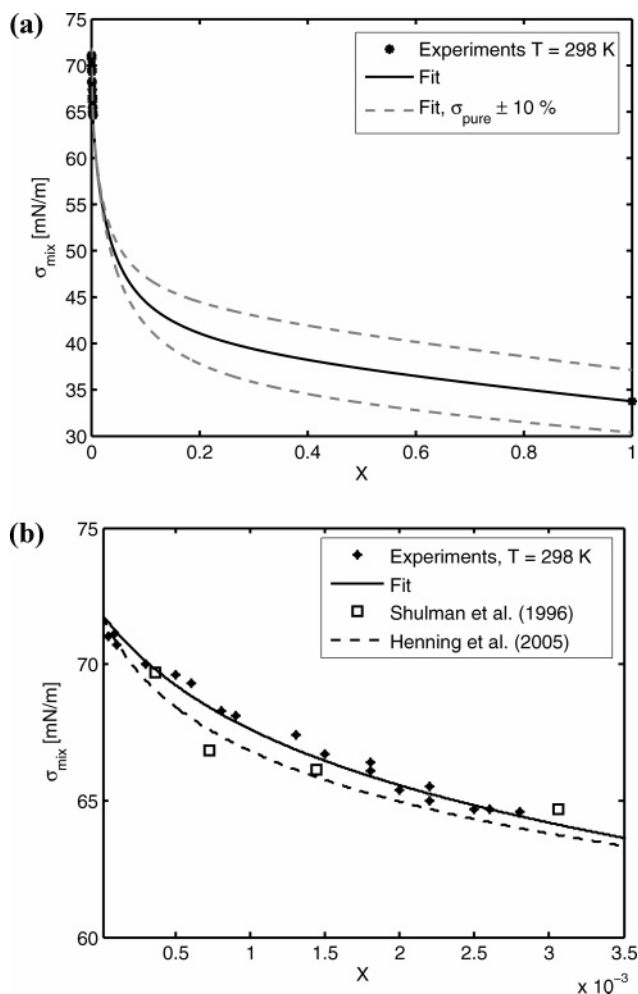 (a)
75
70
65
60
55
50
45
40
35
30
σmix [mN/m]
Experiments T = 298 K
Fit
Fit, σpure ± 10 %
0 0.2 0.4 0.6 0.8 1
X
(b)
75
70
65
60
σmix [mN/m]
Experiments, T = 298 K
Fit
Shulman et al. (1996)
Henning et al. (2005)
0.5 1 1.5 2 2.5 3 3.5
X
x 10⁻³